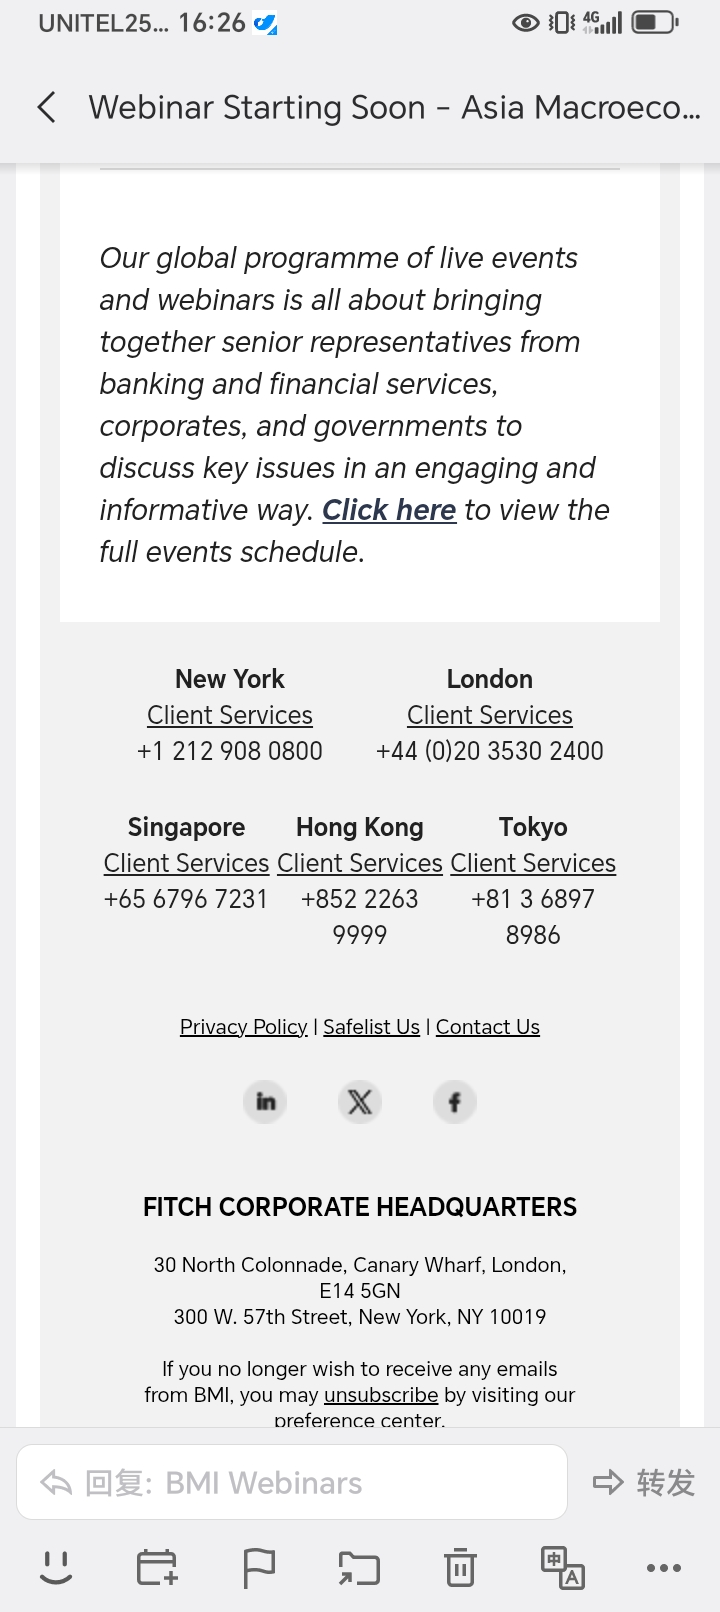 UNITEL25... 16:26 4G
Webinar Starting Soon - Asia Macroeco...
Our global programme of live events
and webinars is all about bringing
together senior representatives from
banking and financial services,
corporates, and governments to
discuss key issues in an engaging and
informative way. Click here to view the
full events schedule.
New York London
Client Services Client Services
+1 212 908 0800 +44 (0)20 3530 2400
Singapore Hong Kong Tokyo
Client Services Client Services Client Services
+65 6796 7231 +852 2263 +81 3 6897
9999 8986
Privacy Policy | Safelist Us | Contact Us
in X f
FITCH CORPORATE HEADQUARTERS
30 North Colonnade, Canary Wharf, London,
E14 5GN
300 W. 57th Street, New York, NY 10019
If you no longer wish to receive any emails
from BMI, you may unsubscribe by visiting our
preference center.
回复: BMI Webinars 转发
中 A